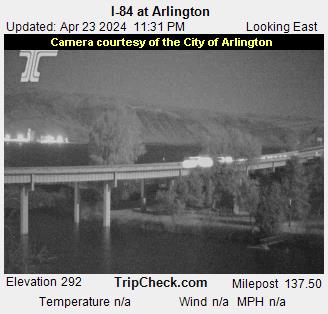 I-84 at Arlington
Updated: Apr 23 2024 11:31 PM Looking East
Camera courtesy of the City of Arlington
Elevation 292 TripCheck.com Milepost 137.50
Temperature n/a Wind n/a MPH n/a